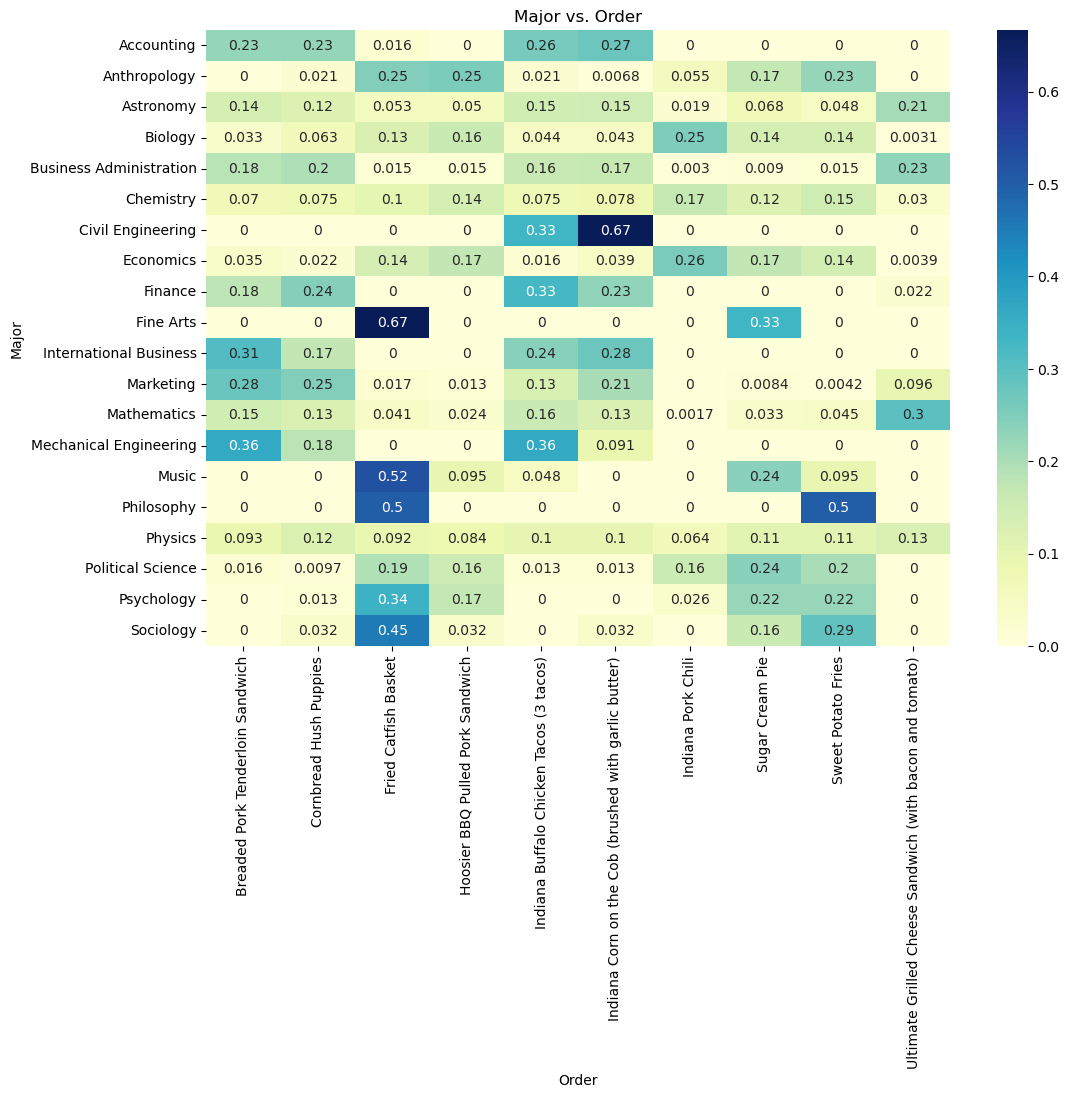 Major vs. Order
Major
Accounting 0.23 0.23 0.016 0 0.26 0.27 0 0 0 0
Anthropology 0 0.021 0.25 0.25 0.021 0.0068 0.055 0.17 0.23 0
Astronomy 0.14 0.12 0.053 0.05 0.15 0.15 0.019 0.068 0.048 0.21
Biology 0.033 0.063 0.13 0.16 0.044 0.043 0.25 0.14 0.14 0.0031
Business Administration 0.18 0.2 0.015 0.015 0.16 0.17 0.003 0.009 0.015 0.23
Chemistry 0.07 0.075 0.1 0.14 0.075 0.078 0.17 0.12 0.15 0.03
Civil Engineering 0 0 0 0 0.33 0.67 0 0 0 0
Economics 0.035 0.022 0.14 0.17 0.016 0.039 0.26 0.17 0.14 0.0039
Finance 0.18 0.24 0 0 0.33 0.23 0 0 0 0.022
Fine Arts 0 0 0.67 0 0 0 0 0.33 0 0
International Business 0.31 0.17 0 0 0.24 0.28 0 0 0 0
Marketing 0.28 0.25 0.017 0.013 0.13 0.21 0 0.0084 0.0042 0.096
Mathematics 0.15 0.13 0.041 0.024 0.16 0.13 0.0017 0.033 0.045 0.3
Mechanical Engineering 0.36 0.18 0 0 0.36 0.091 0 0 0 0
Music 0 0 0.52 0.095 0.048 0 0 0.24 0.095 0
Philosophy 0 0 0.5 0 0 0 0 0 0.5 0
Physics 0.093 0.12 0.092 0.084 0.1 0.1 0.064 0.11 0.11 0.13
Political Science 0.016 0.0097 0.19 0.16 0.013 0.013 0.16 0.24 0.2 0
Psychology 0 0.013 0.34 0.17 0 0 0.026 0.22 0.22 0
Sociology 0 0.032 0.45 0.032 0 0.032 0 0.16 0.29 0
Breaded Pork Tenderloin Sandwich
Cornbread Hush Puppies
Fried Catfish Basket
Hoosier BBQ Pulled Pork Sandwich
Indiana Buffalo Chicken Tacos (3 tacos)
Indiana Corn on the Cob (brushed with garlic butter)
Indiana Pork Chili
Sugar Cream Pie
Sweet Potato Fries
Ultimate Grilled Cheese Sandwich (with bacon and tomato)
Order
0.6
0.5
0.4
0.3
0.2
0.1
0.0